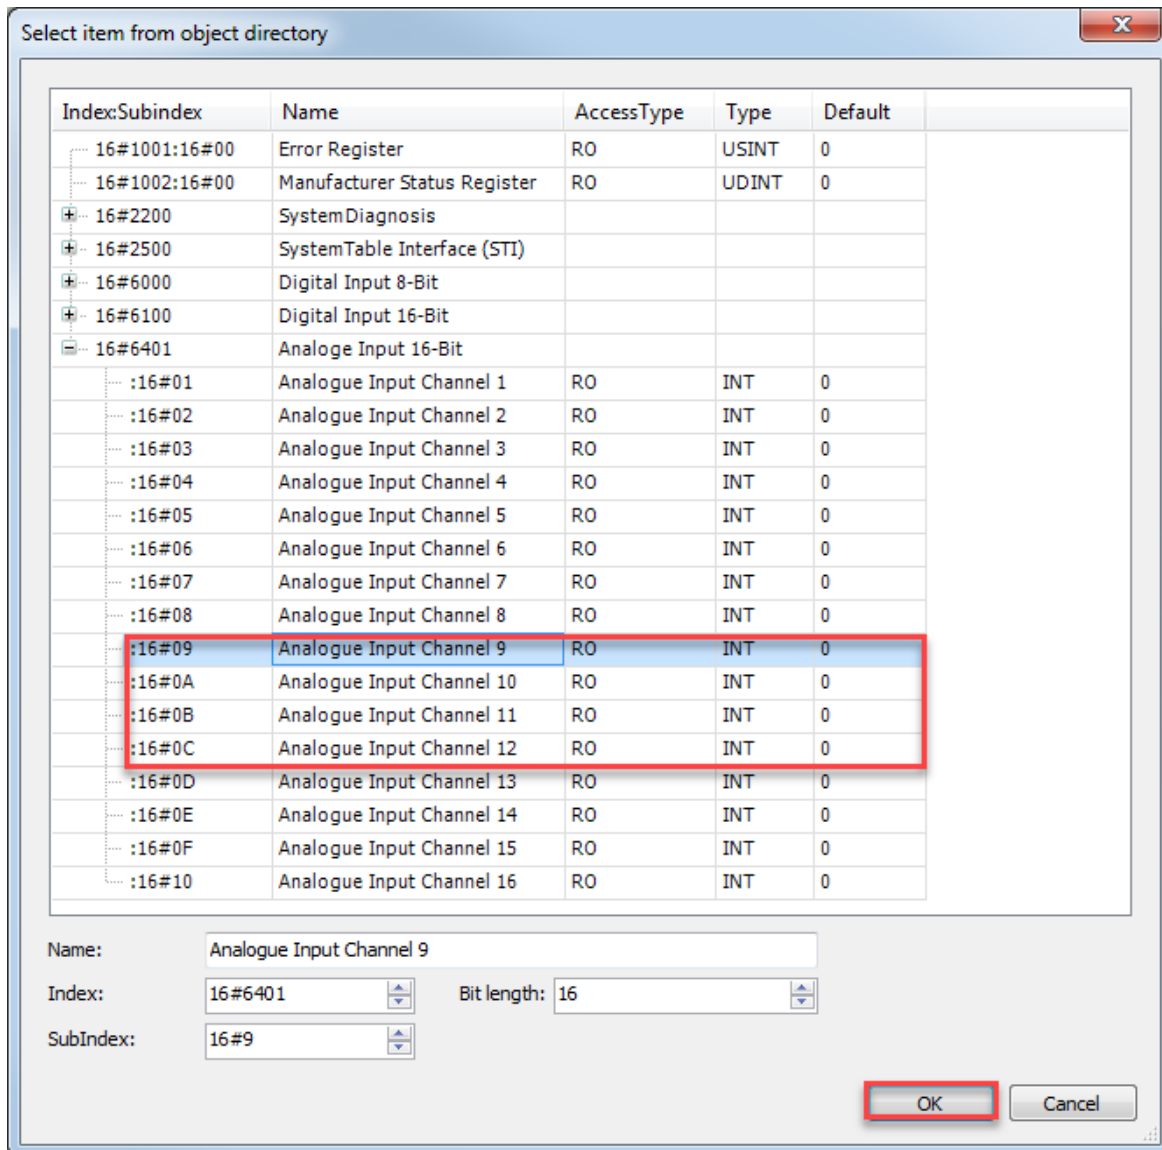 Select item from object directory
Index:Subindex Name AccessType Type Default
16#1001:16#00 Error Register RO USINT 0
16#1002:16#00 Manufacturer Status Register RO UDINT 0
16#2200 SystemDiagnosis
16#2500 SystemTable Interface (STI)
16#6000 Digital Input 8-Bit
16#6100 Digital Input 16-Bit
16#6401 Analoge Input 16-Bit
:16#01 Analogue Input Channel 1 RO INT 0
:16#02 Analogue Input Channel 2 RO INT 0
:16#03 Analogue Input Channel 3 RO INT 0
:16#04 Analogue Input Channel 4 RO INT 0
:16#05 Analogue Input Channel 5 RO INT 0
:16#06 Analogue Input Channel 6 RO INT 0
:16#07 Analogue Input Channel 7 RO INT 0
:16#08 Analogue Input Channel 8 RO INT 0
:16#09 Analogue Input Channel 9 RO INT 0
:16#0A Analogue Input Channel 10 RO INT 0
:16#0B Analogue Input Channel 11 RO INT 0
:16#0C Analogue Input Channel 12 RO INT 0
:16#0D Analogue Input Channel 13 RO INT 0
:16#0E Analogue Input Channel 14 RO INT 0
:16#0F Analogue Input Channel 15 RO INT 0
:16#10 Analogue Input Channel 16 RO INT 0
Name: Analogue Input Channel 9
Index: 16#6401 Bit length: 16
SubIndex: 16#9
OK Cancel